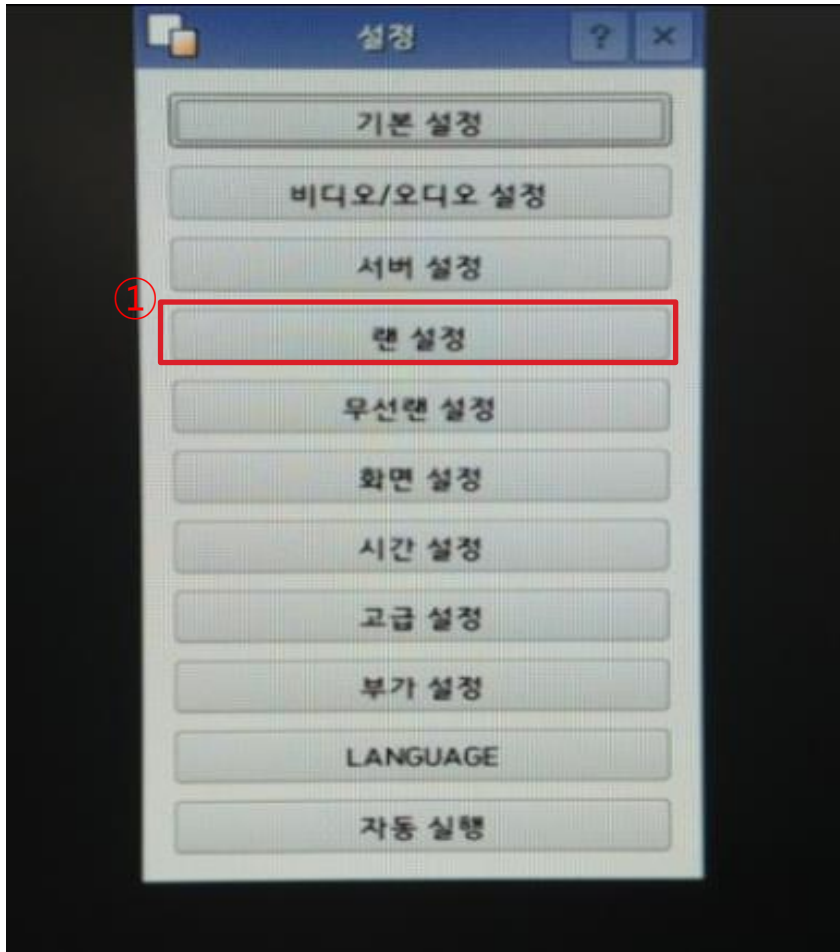 설정 ? ×
기본 설정
비디오/오디오 설정
서버 설정
①
랜 설정
무선랜 설정
화면 설정
시간 설정
고급 설정
부가 설정
LANGUAGE
자동 실행